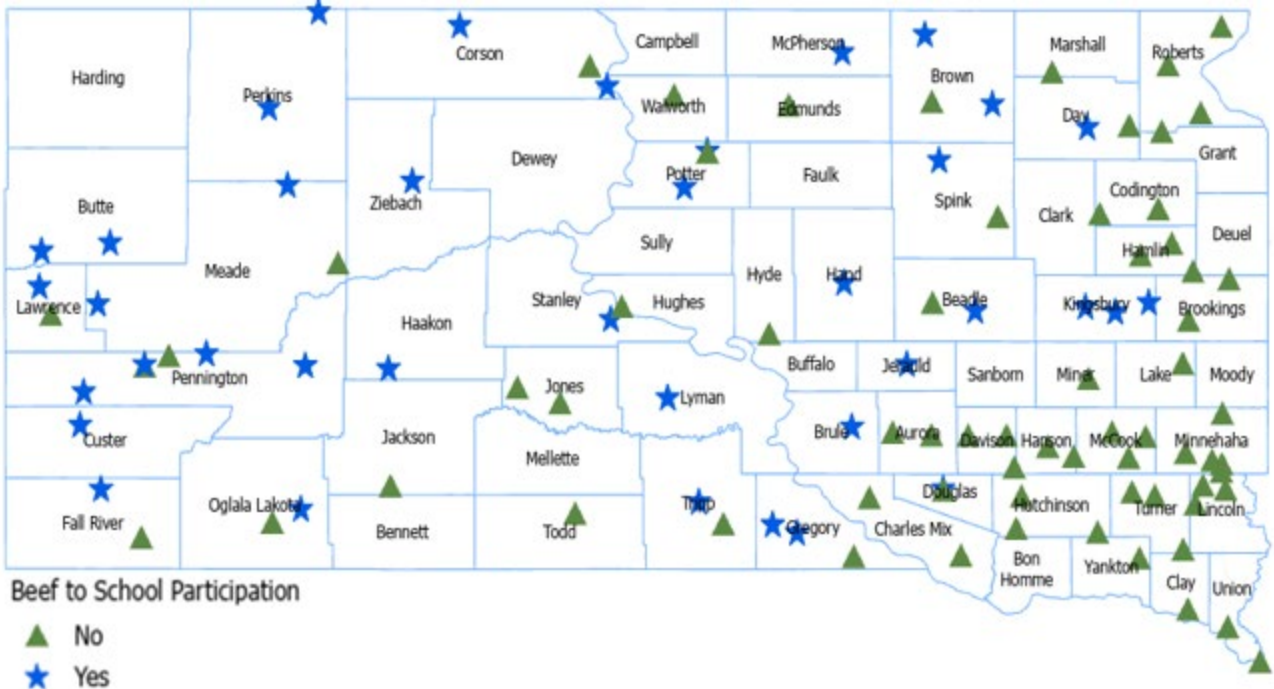 Harding
Perkins
Corson
Campbell
McPherson
Brown
Marshall
Roberts
Walworth
Edmunds
Day
Grant
Butte
Ziebach
Dewey
Potter
Faulk
Spink
Clark
Codington
Hamlin
Deuel
Meade
Sully
Hyde
Hand
Lawrence
Haakon
Stanley
Hughes
Beadle
Kingsbury
Brookings
Pennington
Jones
Lyman
Buffalo
Jerauld
Sanborn
Miner
Lake
Moody
Custer
Jackson
Mellette
Brule
Aurora
Davison
Hanson
McCook
Minnehaha
Fall River
Oglala Lakota
Bennett
Todd
Tripp
Gregory
Charles Mix
Douglas
Hutchinson
Turner
Lincoln
Bon
Homme
Yankton
Clay
Union
Beef to School Participation
No
Yes